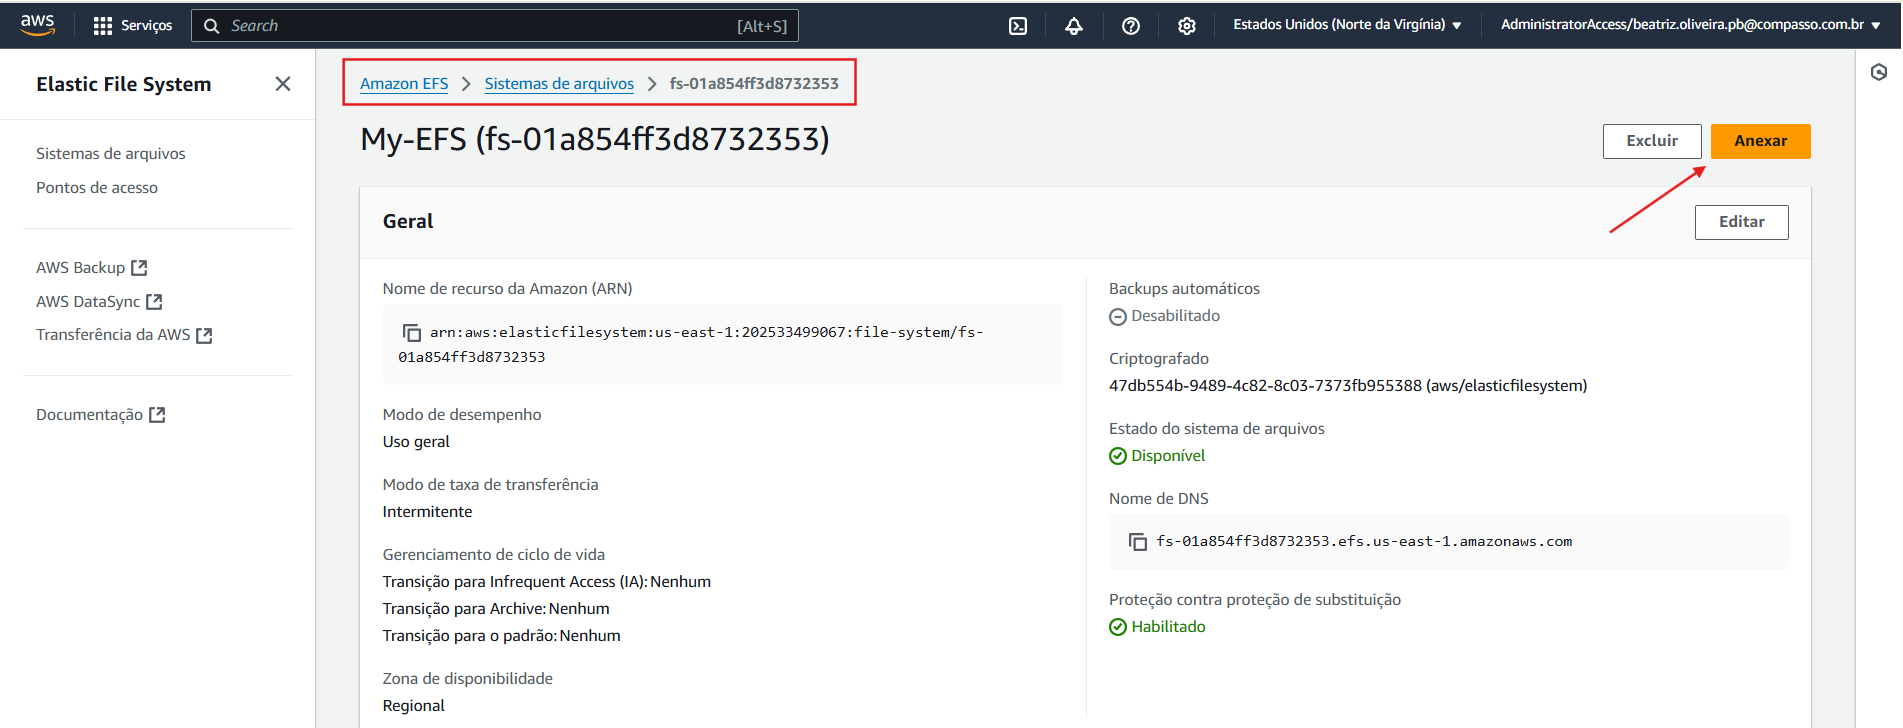 aws
Serviços
Search
[Alt+S]
Estados Unidos (Norte da Virgínia)
AdministratorAccess/beatriz.oliveira.pb@compasso.com.br
Elastic File System
Sistemas de arquivos
Pontos de acesso
AWS Backup
AWS DataSync
Transferência da AWS
Documentação
Amazon EFS > Sistemas de arquivos > fs-01a854ff3d8732353
My-EFS (fs-01a854ff3d8732353)
Excluir
Anexar
Geral
Editar
Nome de recurso da Amazon (ARN)
arn:aws:elasticfilesystem:us-east-1:202533499067:file-system/fs-
01a854ff3d8732353
Modo de desempenho
Uso geral
Modo de taxa de transferência
Intermitente
Gerenciamento de ciclo de vida
Transição para Infrequent Access (IA): Nenhum
Transição para Archive: Nenhum
Transição para o padrão: Nenhum
Zona de disponibilidade
Regional
Backups automáticos
Desabilitado
Criptografado
47db554b-9489-4c82-8c03-7373fb955388 (aws/elasticfilesystem)
Estado do sistema de arquivos
Disponível
Nome de DNS
fs-01a854ff3d8732353.efs.us-east-1.amazonaws.com
Proteção contra proteção de substituição
Habilitado